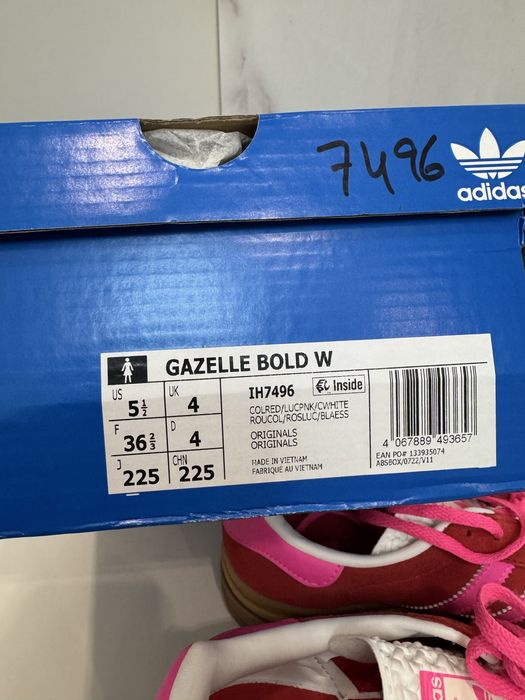 7496
adidas
GAZELLE BOLD W
US 5½ UK 4
F 36⅔ D 4
J 225 CHN 225
IH7496 Inside
COLRED/LUCPNK/CWHITE
ROUCOL/ROSLUC/BLAESS
ORIGINALS
ORIGINALS
MADE IN VIETNAM
FABRIQUÉ AU VIETNAM
4 067889 493657
EAN PO# 133935074
ABSBOX/0722/V11
das